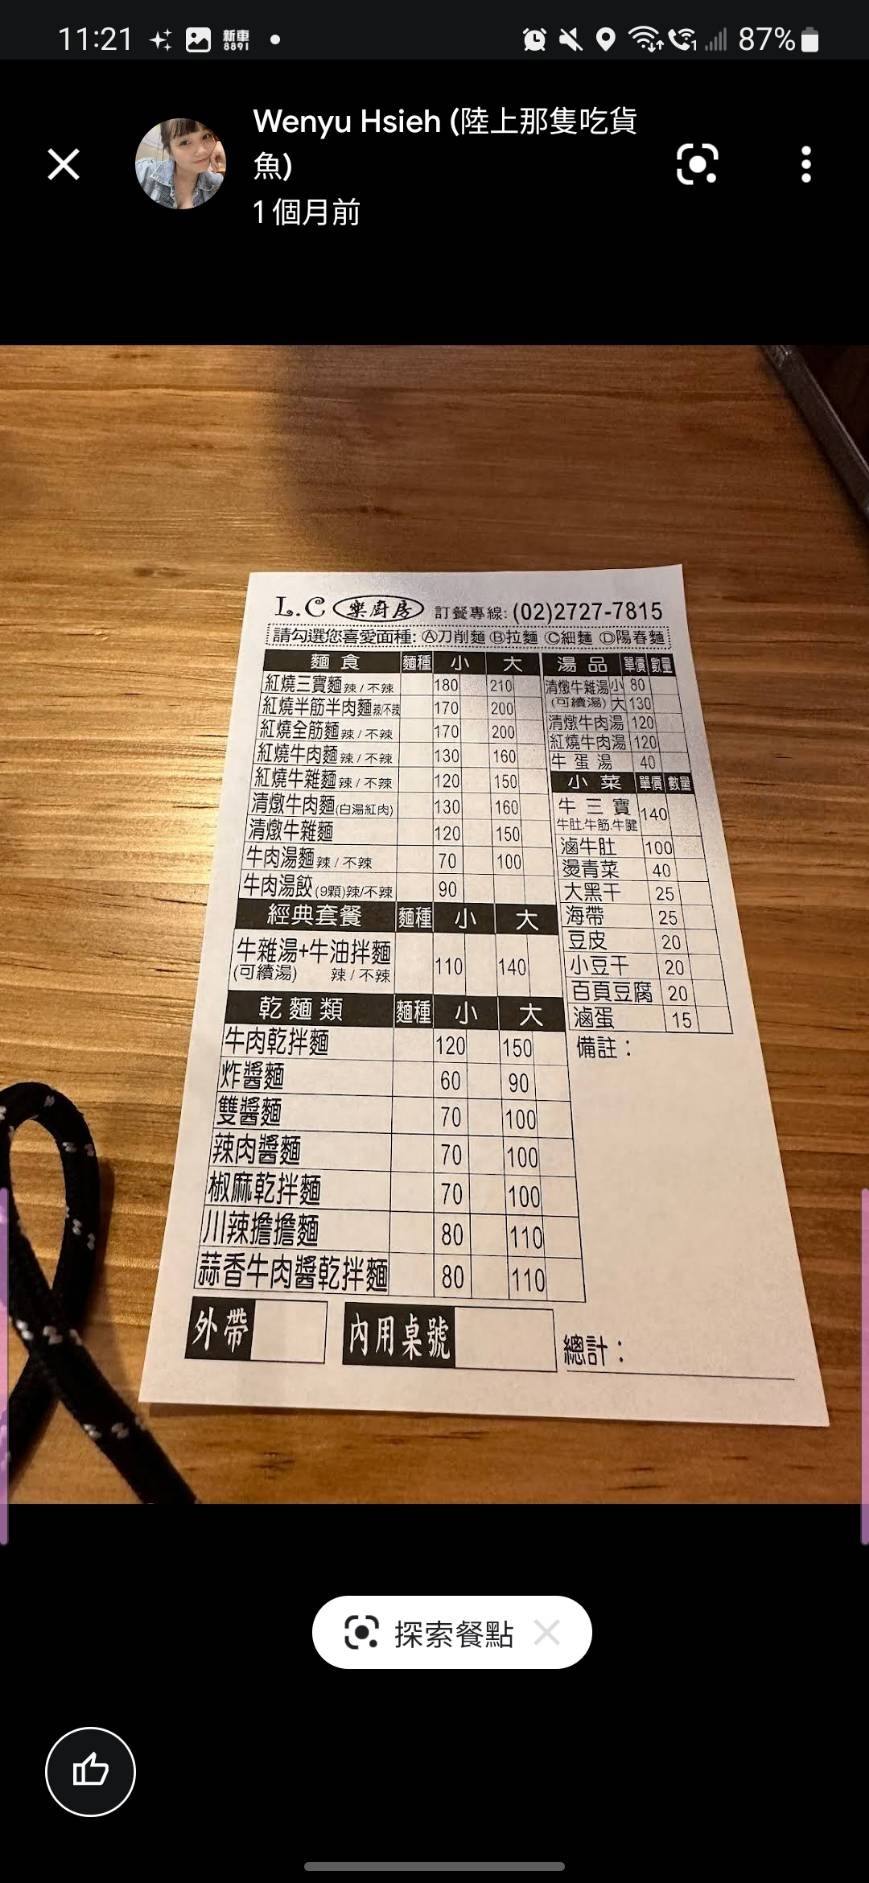 11:21
新車
8891
87%
Wenyu Hsieh (陸上那隻吃貨
魚)
1 個月前
L.C 樂廚房 訂餐專線: (02)2727-7815
請勾選您喜愛面種: Ⓐ刀削麵 Ⓑ拉麵 Ⓒ細麵 Ⓓ陽春麵
麵 食 麵種 小 大
紅燒三寶麵 辣/不辣 180 210
紅燒半筋半肉麵 辣/不辣 170 200
紅燒全筋麵 辣/不辣 170 200
紅燒牛肉麵 辣/不辣 130 160
紅燒牛雜麵 辣/不辣 120 150
清燉牛肉麵(白湯紅肉) 130 160
清燉牛雜麵 120 150
牛肉湯麵 辣/不辣 70 100
牛肉湯餃(9顆)辣/不辣 90
經典套餐 麵種 小 大
牛雜湯+牛油拌麵 110 140
(可續湯) 辣/不辣
乾 麵 類 麵種 小 大
牛肉乾拌麵 120 150
炸醬麵 60 90
雙醬麵 70 100
辣肉醬麵 70 100
椒麻乾拌麵 70 100
川辣擔擔麵 80 110
蒜香牛肉醬乾拌麵 80 110
湯 品 單價 數量
清燉牛雜湯 小 80
(可續湯) 大 130
清燉牛肉湯 120
紅燒牛肉湯 120
牛 蛋 湯 40
小 菜 單價 數量
牛 三 寶 140
牛肚.牛筋.牛腱
滷牛肚 100
燙青菜 40
大黑干 25
海帶 25
豆皮 20
小豆干 20
百頁豆腐 20
滷蛋 15
備註：
外帶 內用桌號 總計：
探索餐點